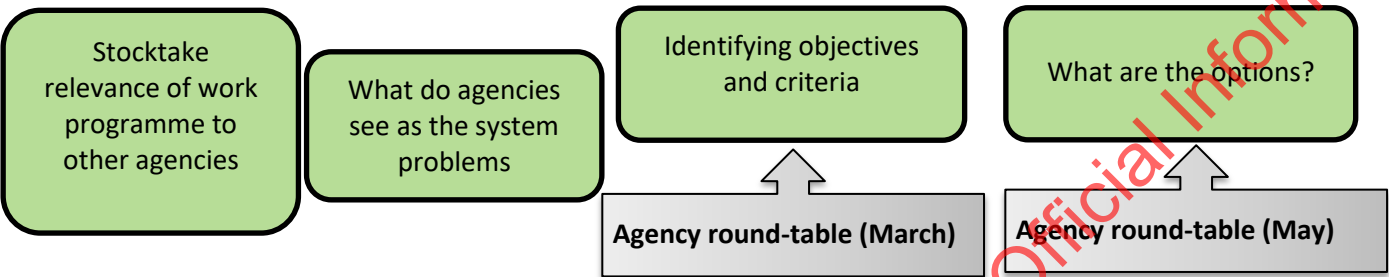 Stocktake
relevance of work
programme to
other agencies
What do agencies
see as the system
problems
Identifying objectives
and criteria
What are the options?
Agency round-table (March)
Agency round-table (May)
Official Inform